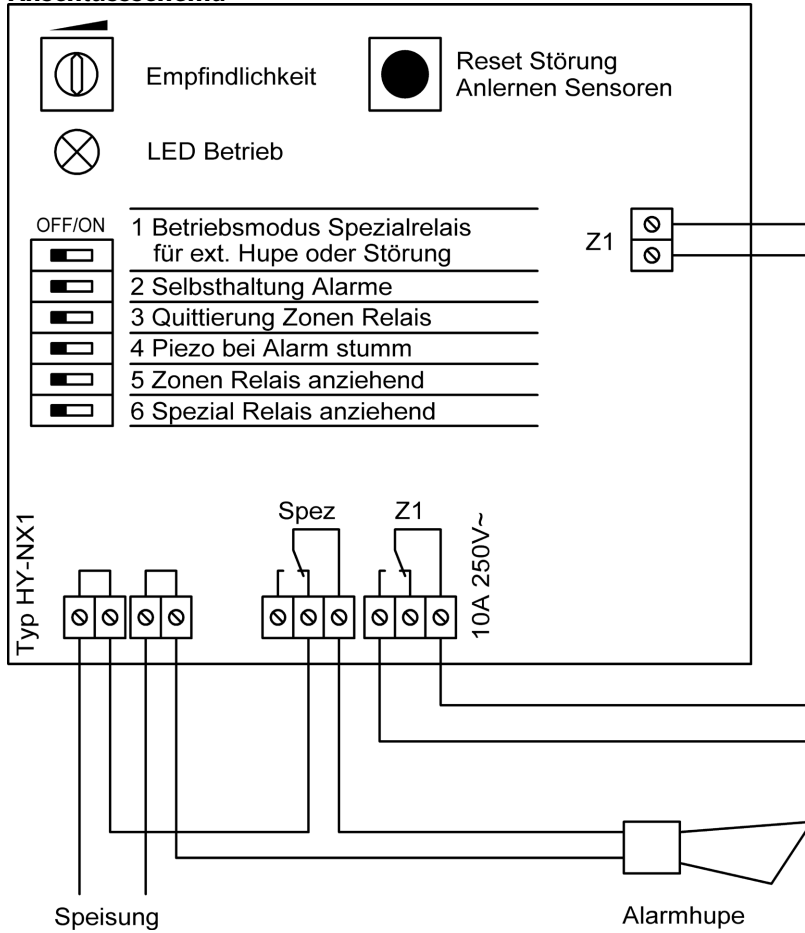 Anschlussschema
Empfindlichkeit
Reset Störung
Anlernen Sensoren
LED Betrieb
OFF/ON
1 Betriebsmodus Spezialrelais
für ext. Hupe oder Störung
2 Selbsthaltung Alarme
3 Quittierung Zonen Relais
4 Piezo bei Alarm stumm
5 Zonen Relais anziehend
6 Spezial Relais anziehend
Z1
Typ HY-NX1
Spez
Z1
10A 250V~
Speisung
Alarmhupe